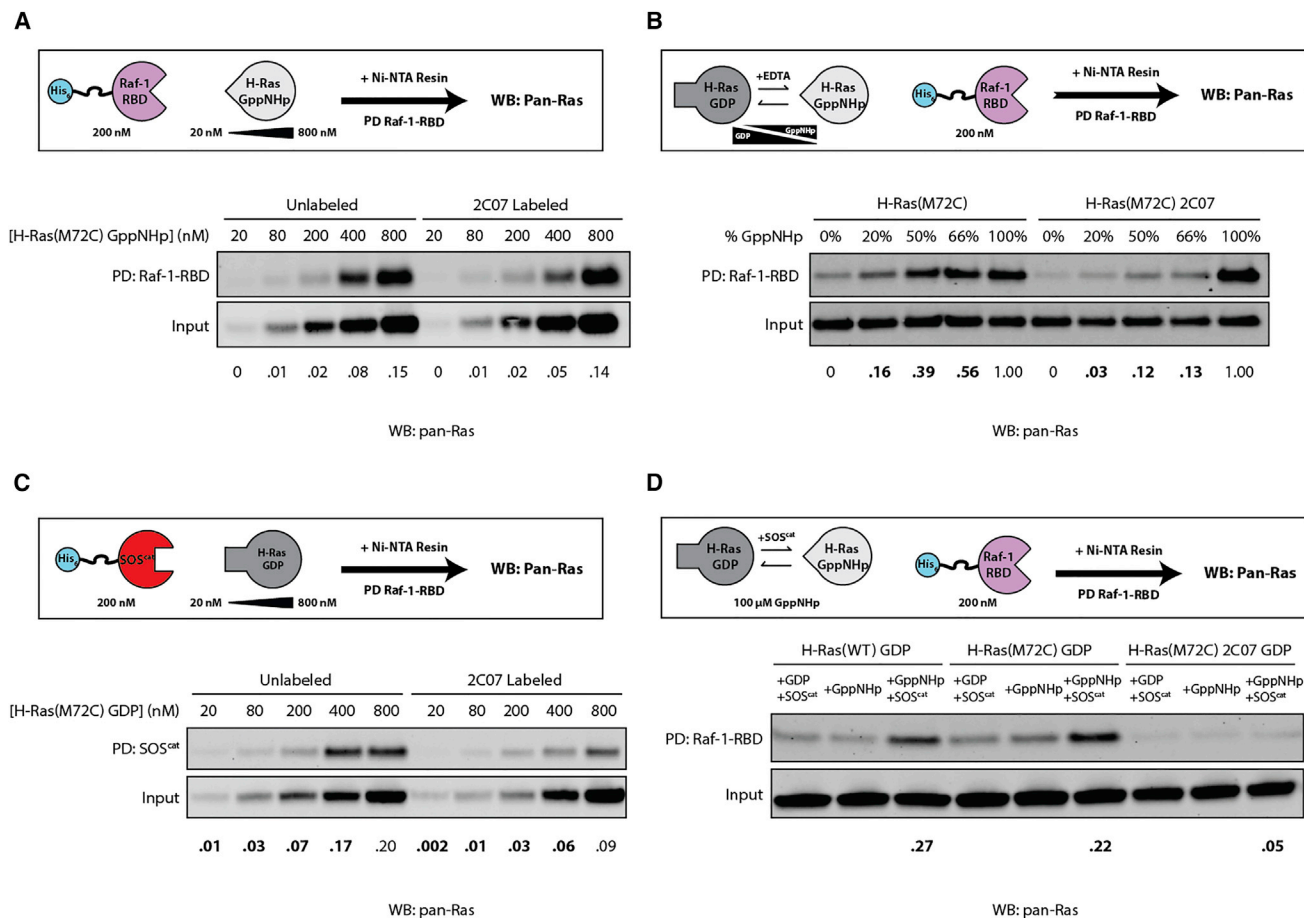 A
His6
Raf-1
RBD
200 nM
H-Ras
GppNHp
20 nM 800 nM
+ Ni-NTA Resin
PD Raf-1-RBD
WB: Pan-Ras
Unlabeled 2C07 Labeled
[H-Ras(M72C) GppNHp] (nM) 20 80 200 400 800 20 80 200 400 800
PD: Raf-1-RBD
Input
0 .01 .02 .08 .15 0 .01 .02 .05 .14
WB: pan-Ras
B
H-Ras
GDP
+EDTA
H-Ras
GppNHp
GDP GppNHp
His6
Raf-1
RBD
200 nM
+ Ni-NTA Resin
PD Raf-1-RBD
WB: Pan-Ras
H-Ras(M72C) H-Ras(M72C) 2C07
% GppNHp 0% 20% 50% 66% 100% 0% 20% 50% 66% 100%
PD: Raf-1-RBD
Input
0 .16 .39 .56 1.00 0 .03 .12 .13 1.00
WB: pan-Ras
C
His6
SOScat
200 nM
H-Ras
GDP
20 nM 800 nM
+ Ni-NTA Resin
PD Raf-1-RBD
WB: Pan-Ras
Unlabeled 2C07 Labeled
[H-Ras(M72C) GDP] (nM) 20 80 200 400 800 20 80 200 400 800
PD: SOScat
Input
.01 .03 .07 .17 .20 .002 .01 .03 .06 .09
WB: pan-Ras
D
H-Ras
GDP
+SOScat
H-Ras
GppNHp
100 μM GppNHp
His6
Raf-1
RBD
200 nM
+ Ni-NTA Resin
PD Raf-1-RBD
WB: Pan-Ras
H-Ras(WT) GDP H-Ras(M72C) GDP H-Ras(M72C) 2C07 GDP
+GDP +GppNHp +GppNHp +GDP +GppNHp +GppNHp +GDP +GppNHp +GppNHp
+SOScat +SOScat +SOScat +SOScat +SOScat +SOScat
PD: Raf-1-RBD
Input
.27 .22 .05
WB: pan-Ras